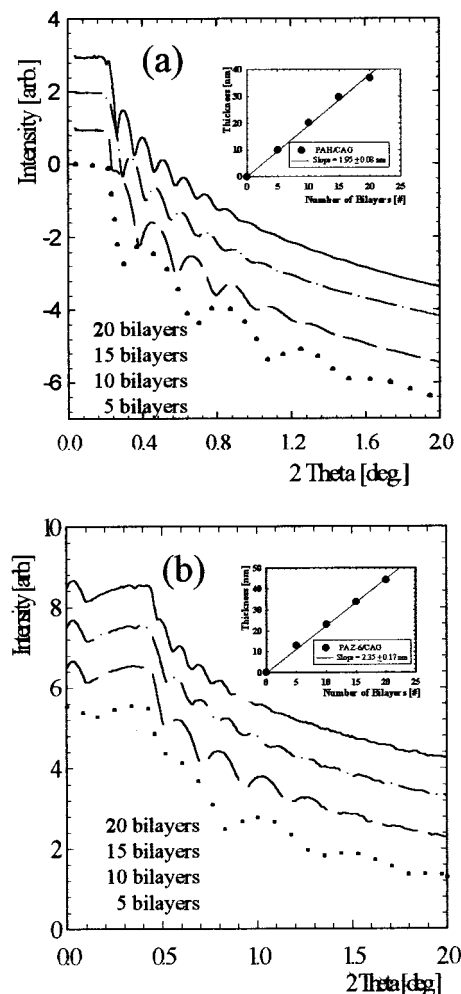 (a)
Intensity [arb.]
4
2
0
-2
-4
-6
0.0 0.4 0.8 1.2 1.6 2.0
2 Theta [deg.]
20 bilayers
15 bilayers
10 bilayers
5 bilayers
Thickness [nm]
40
30
20
10
0
0 5 10 15 20 25
Number of Bilayers [#]
PAH/CAG
Slope = 1.95 ± 0.08 nm
(b)
Intensity [arb]
10
8
6
4
2
0
0.0 0.5 1.0 1.5 2.0
2 Theta [deg]
20 bilayers
15 bilayers
10 bilayers
5 bilayers
Thickness [nm]
50
40
30
20
10
0
0 5 10 15 20 25
Number of Bilayers [#]
PAZ-6/CAG
Slope = 2.35 ± 0.17 nm